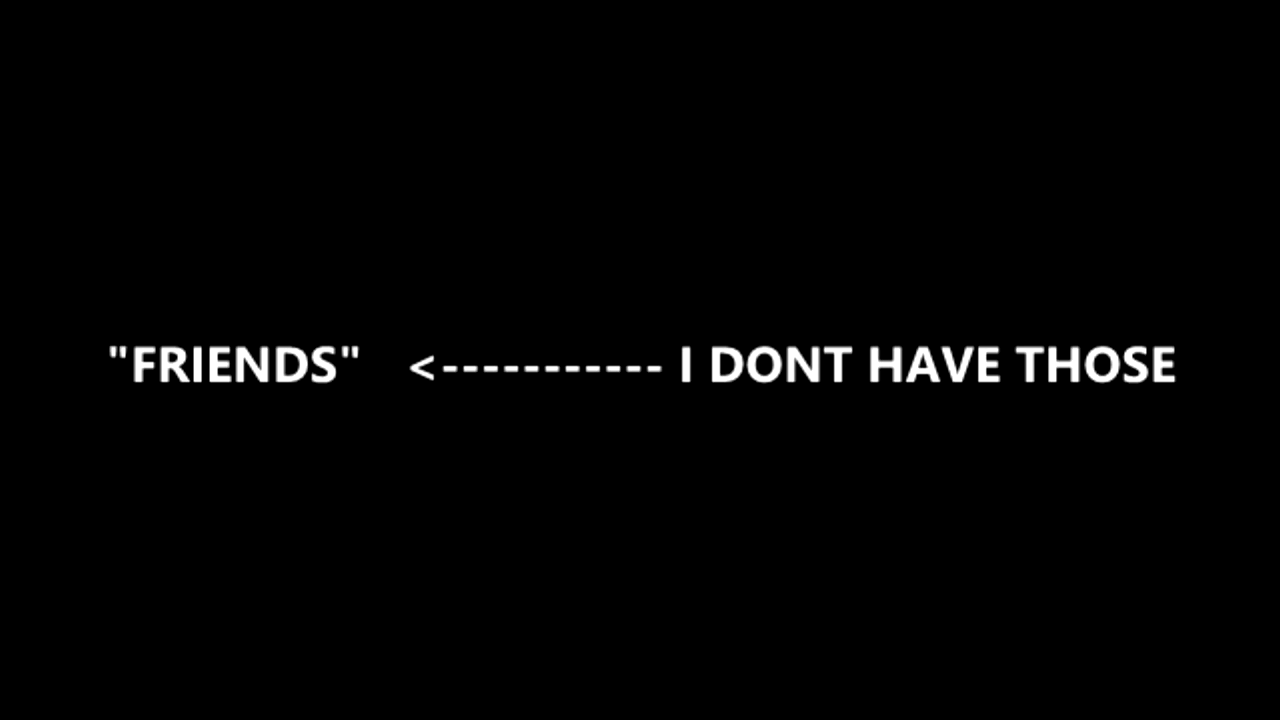 "FRIENDS" <----------- I DONT HAVE THOSE